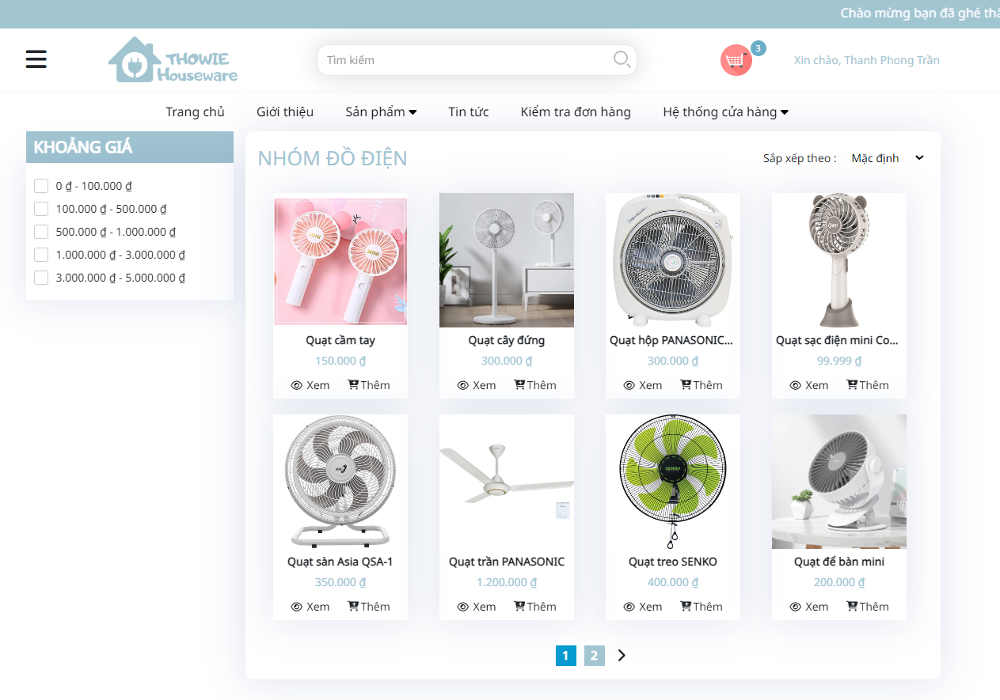 Chào mừng bạn đã ghé
THOWIE
Houseware
Tìm kiếm
3
Xin chào, Thanh Phong Trần
Trang chủ
Giới thiệu
Sản phẩm
Tin tức
Kiểm tra đơn hàng
Hệ thống cửa hàng
KHOẢNG GIÁ
0 ₫ - 100.000 ₫
100.000 ₫ - 500.000 ₫
500.000 ₫ - 1.000.000 ₫
1.000.000 ₫ - 3.000.000 ₫
3.000.000 ₫ - 5.000.000 ₫
NHÓM ĐỒ ĐIỆN
Sắp xếp theo : Mặc định
MINI
MINI
Quạt cầm tay
150.000 ₫
Xem Thêm
Quạt cây đứng
300.000 ₫
Xem Thêm
Quạt hộp PANASONIC...
300.000 ₫
Xem Thêm
Quạt sạc điện mini Co...
99.999 ₫
Xem Thêm
ASIA
Quạt sàn Asia QSA-1
350.000 ₫
Xem Thêm
Quạt trần PANASONIC
1.200.000 ₫
Xem Thêm
SENKO
Quạt treo SENKO
400.000 ₫
Xem Thêm
Quạt để bàn mini
200.000 ₫
Xem Thêm
1 2